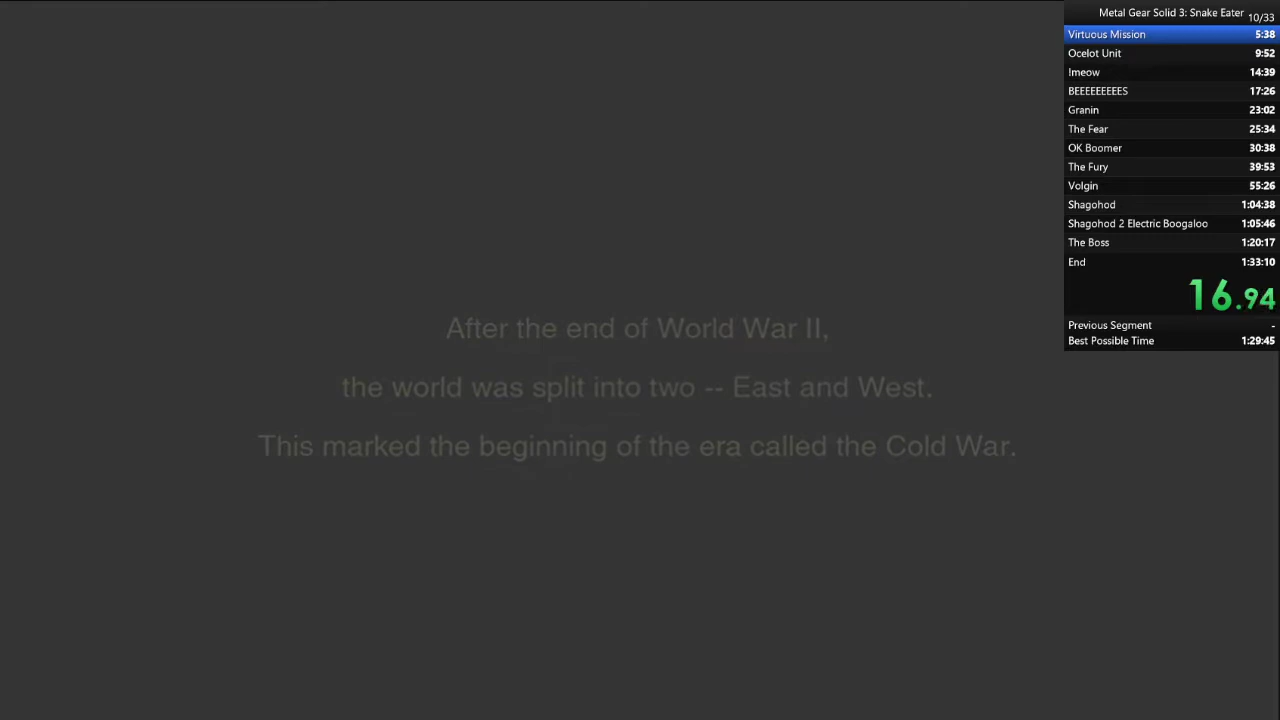 Metal Gear Solid 3: Snake Eater 10/33
Virtuous Mission 5:38
Ocelot Unit 9:52
!meow 14:39
BEEEEEEEEES 17:26
Granin 23:02
The Fear 25:34
OK Boomer 30:38
The Fury 39:53
Volgin 55:26
Shagohod 1:04:38
Shagohod 2 Electric Boogaloo 1:05:46
The Boss 1:20:17
End 1:33:10
16.94
Previous Segment -
Best Possible Time 1:29:45
After the end of World War II,
the world was split into two -- East and West.
This marked the beginning of the era called the Cold War.